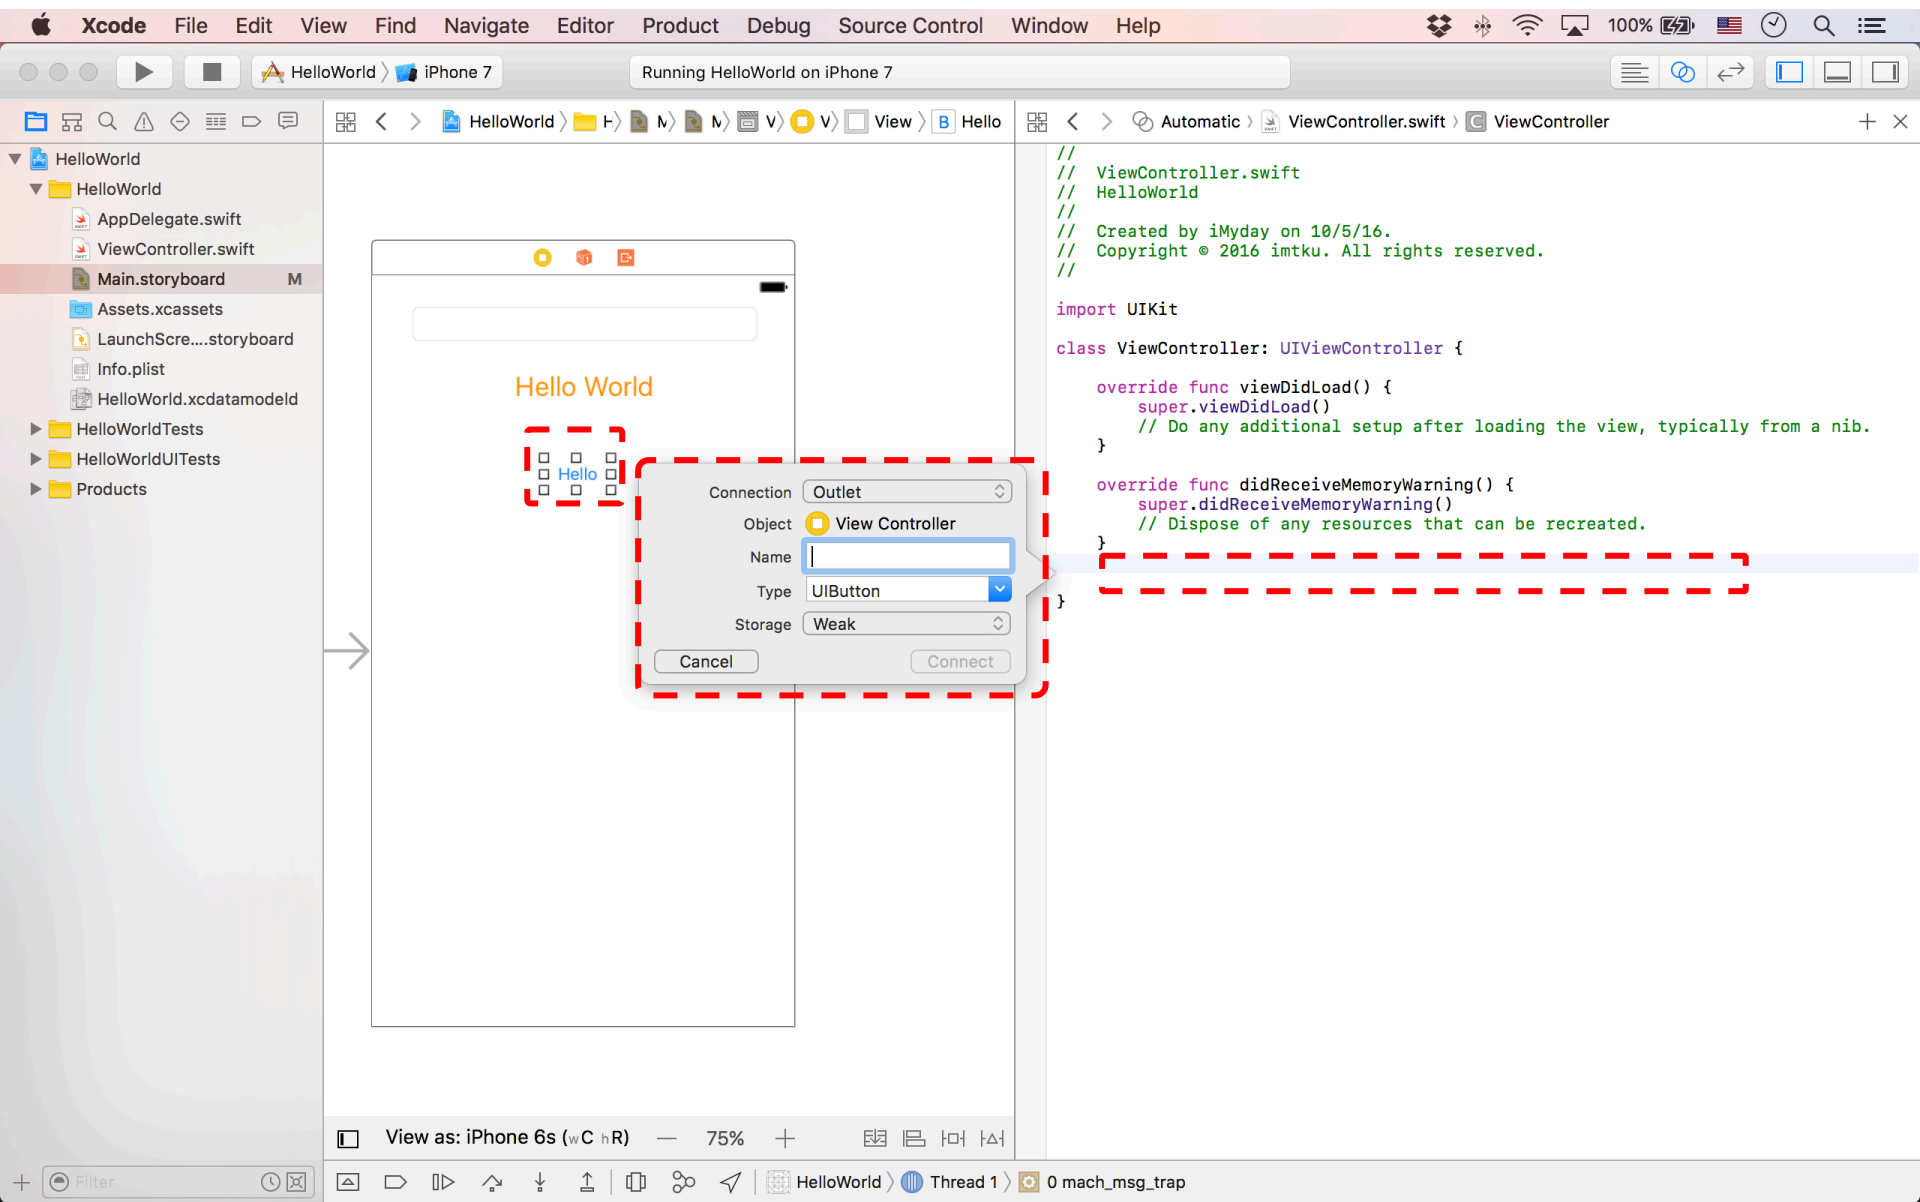 Xcode File Edit View Find Navigate Editor Product Debug Source Control Window Help 100%
HelloWorld iPhone 7 Running HelloWorld on iPhone 7
HelloWorld H M M V V View B Hello
Automatic ViewController.swift C ViewController
HelloWorld
HelloWorld
AppDelegate.swift
ViewController.swift
Main.storyboard M
Assets.xcassets
LaunchScre....storyboard
Info.plist
HelloWorld.xcdatamodeld
HelloWorldTests
HelloWorldUITests
Products
Hello World
Hello
Connection Outlet
Object View Controller
Name
Type UIButton
Storage Weak
Cancel Connect
//
// ViewController.swift
// HelloWorld
//
// Created by iMyday on 10/5/16.
// Copyright © 2016 imtku. All rights reserved.
//
import UIKit
class ViewController: UIViewController {
override func viewDidLoad() {
super.viewDidLoad()
// Do any additional setup after loading the view, typically from a nib.
}
override func didReceiveMemoryWarning() {
super.didReceiveMemoryWarning()
// Dispose of any resources that can be recreated.
}
}
View as: iPhone 6s (wC hR) — 75% +
Filter
HelloWorld Thread 1 0 mach_msg_trap